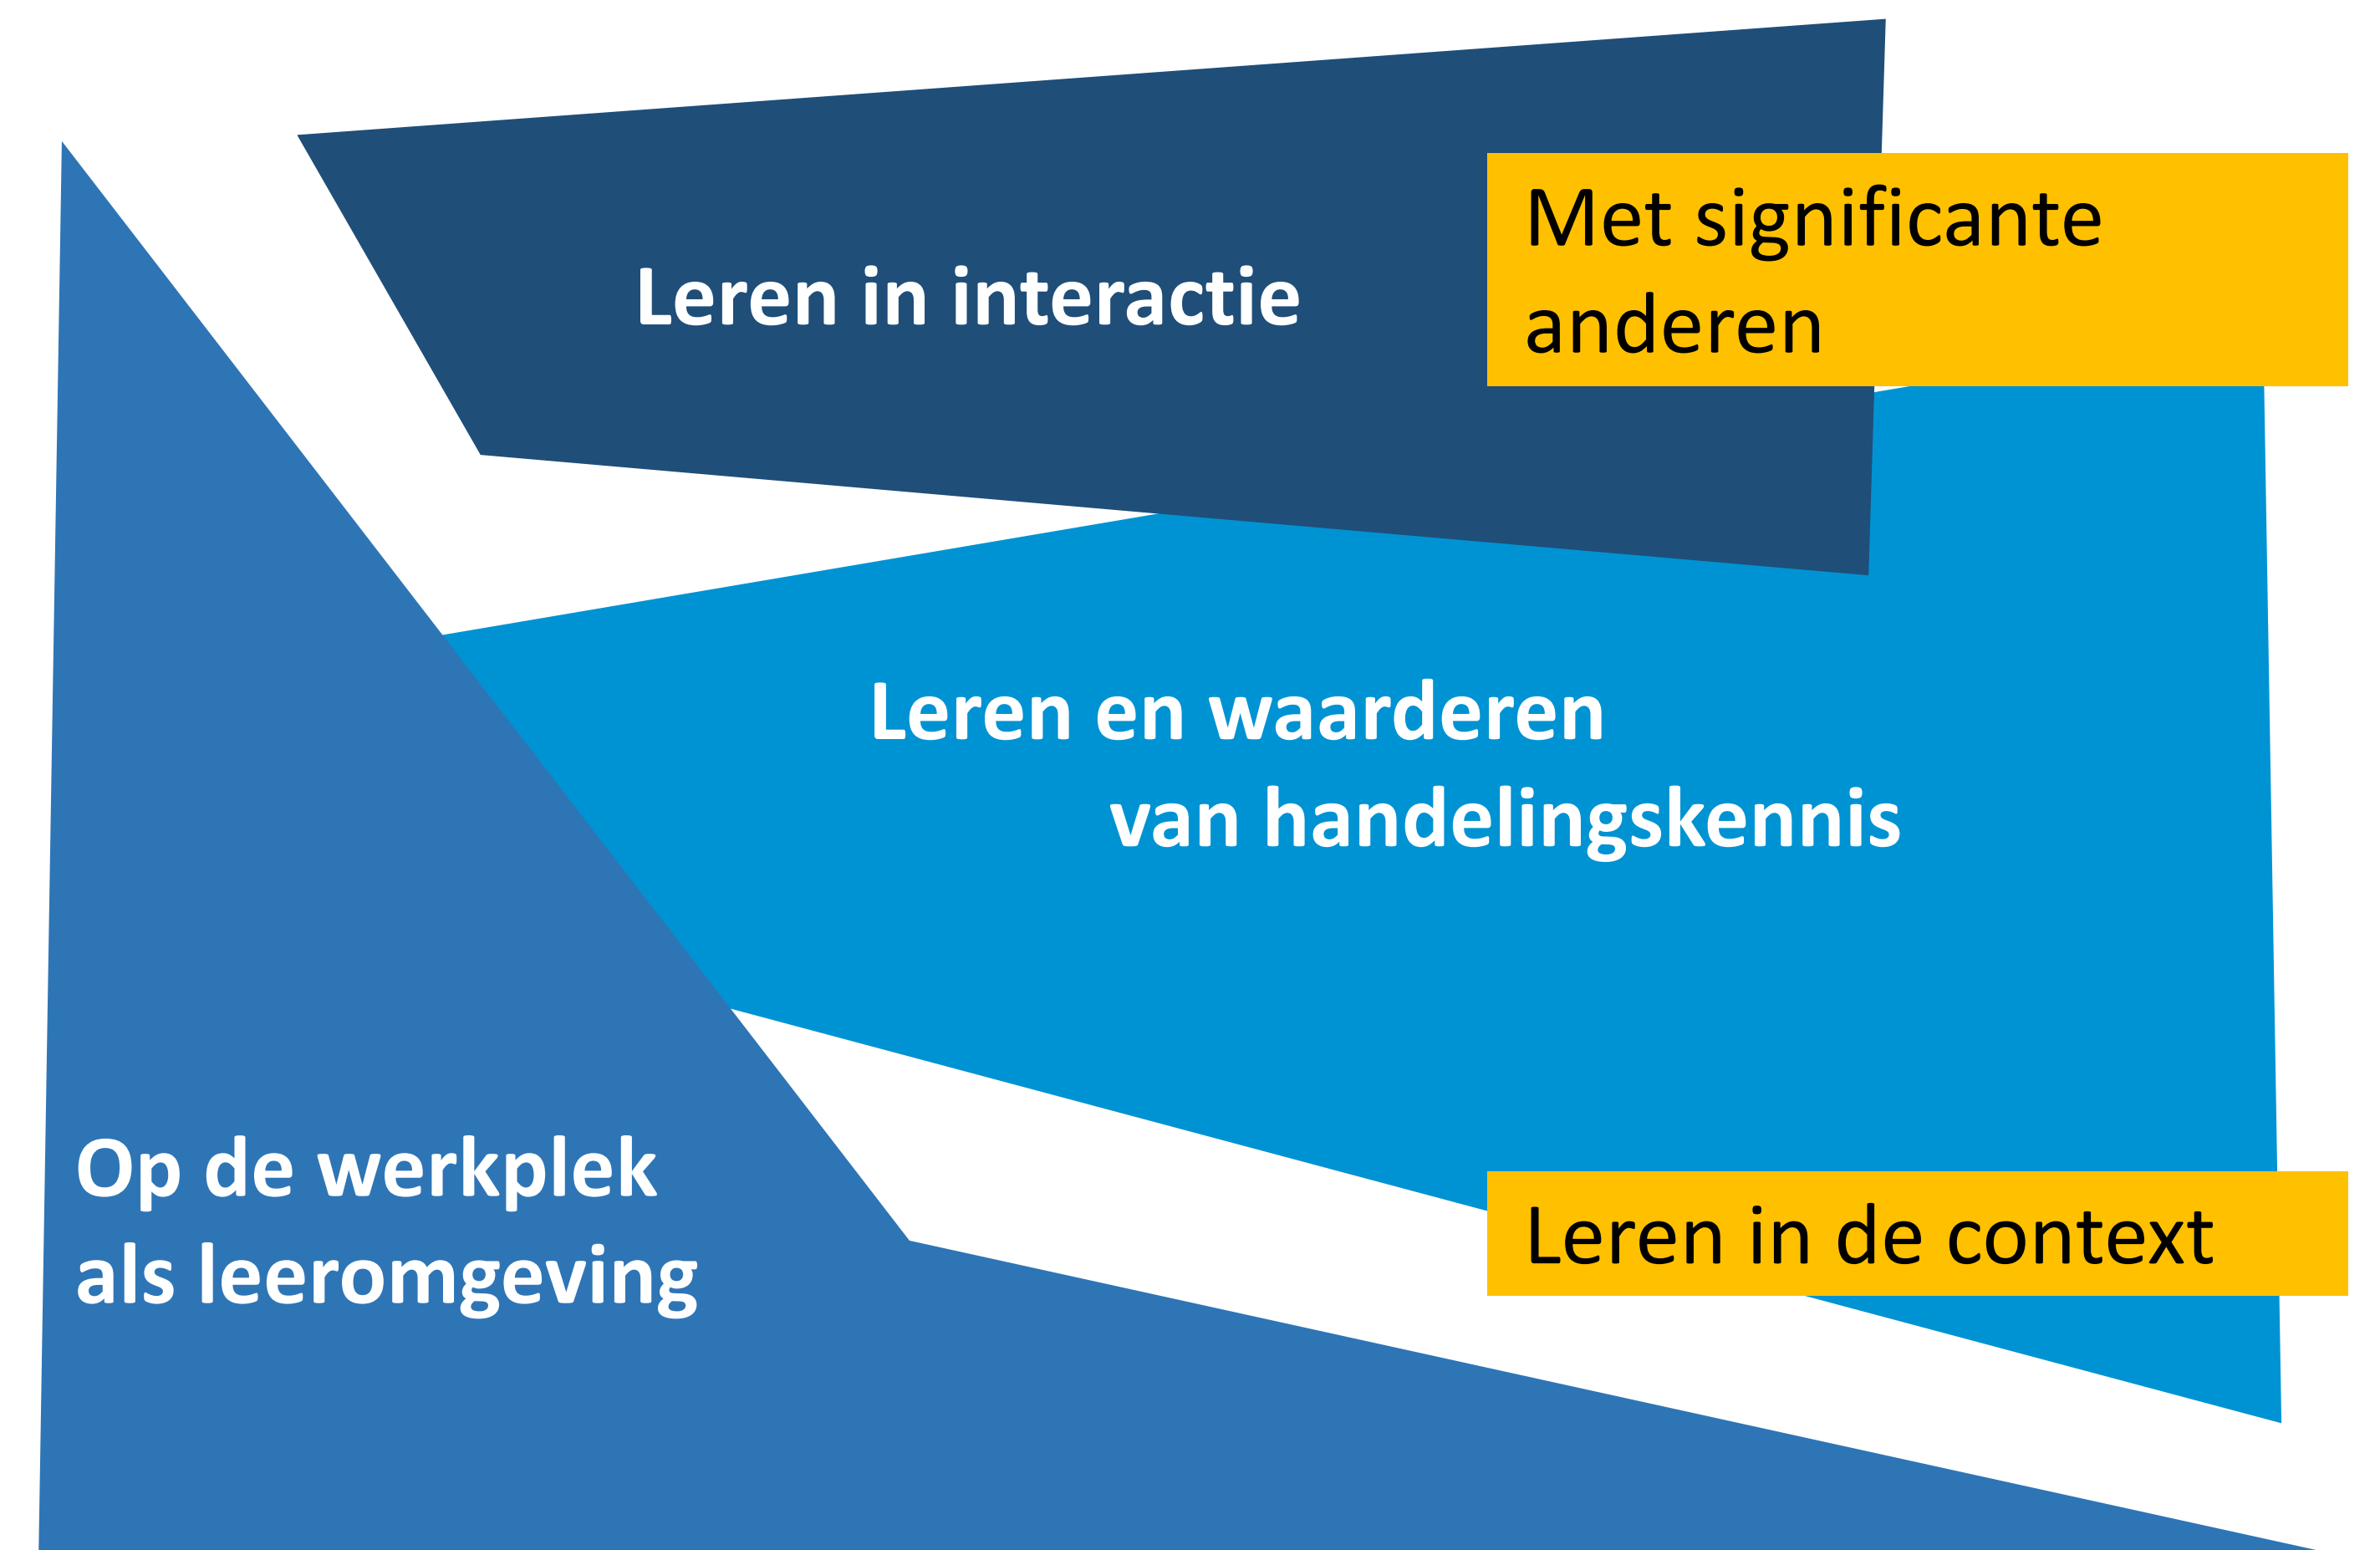 Leren in interactie
Met significante
anderen
Leren en waarderen
van handelingskennis
Op de werkplek
als leeromgeving
Leren in de context